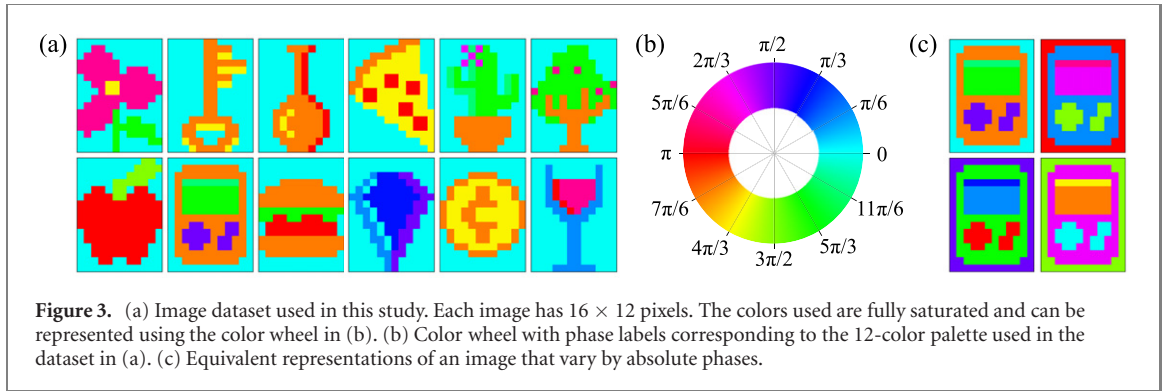 (a)
(b)
(c)
π/2
2π/3
π/3
5π/6
π/6
π
0
7π/6
11π/6
4π/3
5π/3
3π/2
Figure 3. (a) Image dataset used in this study. Each image has 16 × 12 pixels. The colors used are fully saturated and can be
represented using the color wheel in (b). (b) Color wheel with phase labels corresponding to the 12-color palette used in the
dataset in (a). (c) Equivalent representations of an image that vary by absolute phases.